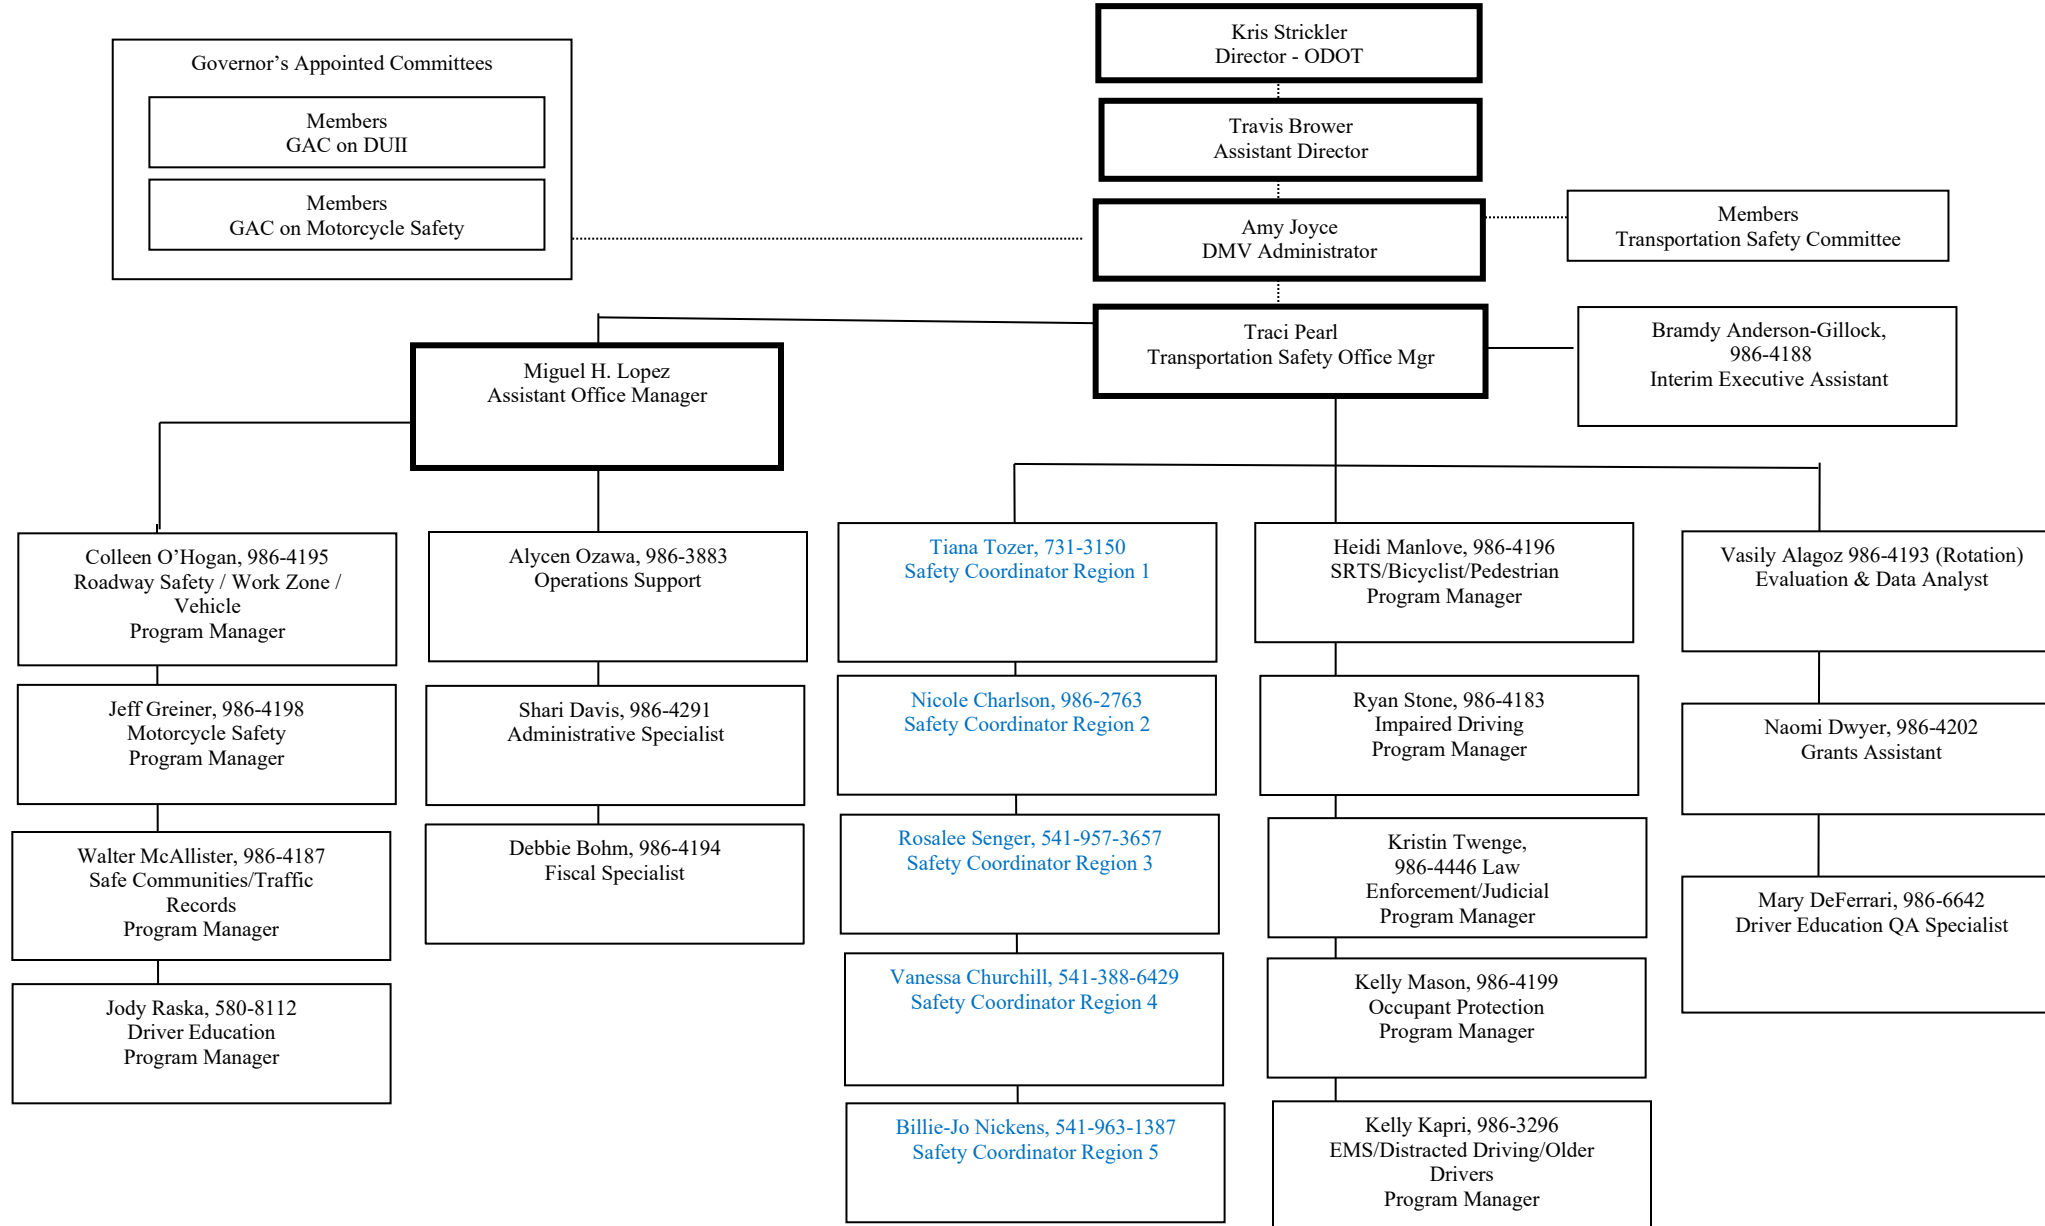 Kris Strickler
Director - ODOT
Governor’s Appointed Committees
Members
GAC on DUII
Members
GAC on Motorcycle Safety
Travis Brower
Assistant Director
Amy Joyce
DMV Administrator
Members
Transportation Safety Committee
Traci Pearl
Transportation Safety Office Mgr
Bramdy Anderson-Gillock,
986-4188
Interim Executive Assistant
Miguel H. Lopez
Assistant Office Manager
Colleen O’Hogan, 986-4195
Roadway Safety / Work Zone /
Vehicle
Program Manager
Jeff Greiner, 986-4198
Motorcycle Safety
Program Manager
Walter McAllister, 986-4187
Safe Communities/Traffic
Records
Program Manager
Jody Raska, 580-8112
Driver Education
Program Manager
Alycen Ozawa, 986-3883
Operations Support
Shari Davis, 986-4291
Administrative Specialist
Debbie Bohm, 986-4194
Fiscal Specialist
Tiana Tozer, 731-3150
Safety Coordinator Region 1
Nicole Charlson, 986-2763
Safety Coordinator Region 2
Rosalee Senger, 541-957-3657
Safety Coordinator Region 3
Vanessa Churchill, 541-388-6429
Safety Coordinator Region 4
Billie-Jo Nickens, 541-963-1387
Safety Coordinator Region 5
Heidi Manlove, 986-4196
SRTS/Bicyclist/Pedestrian
Program Manager
Ryan Stone, 986-4183
Impaired Driving
Program Manager
Kristin Twenge,
986-4446 Law
Enforcement/Judicial
Program Manager
Kelly Mason, 986-4199
Occupant Protection
Program Manager
Kelly Kapri, 986-3296
EMS/Distracted Driving/Older
Drivers
Program Manager
Vasily Alagoz 986-4193 (Rotation)
Evaluation & Data Analyst
Naomi Dwyer, 986-4202
Grants Assistant
Mary DeFerrari, 986-6642
Driver Education QA Specialist